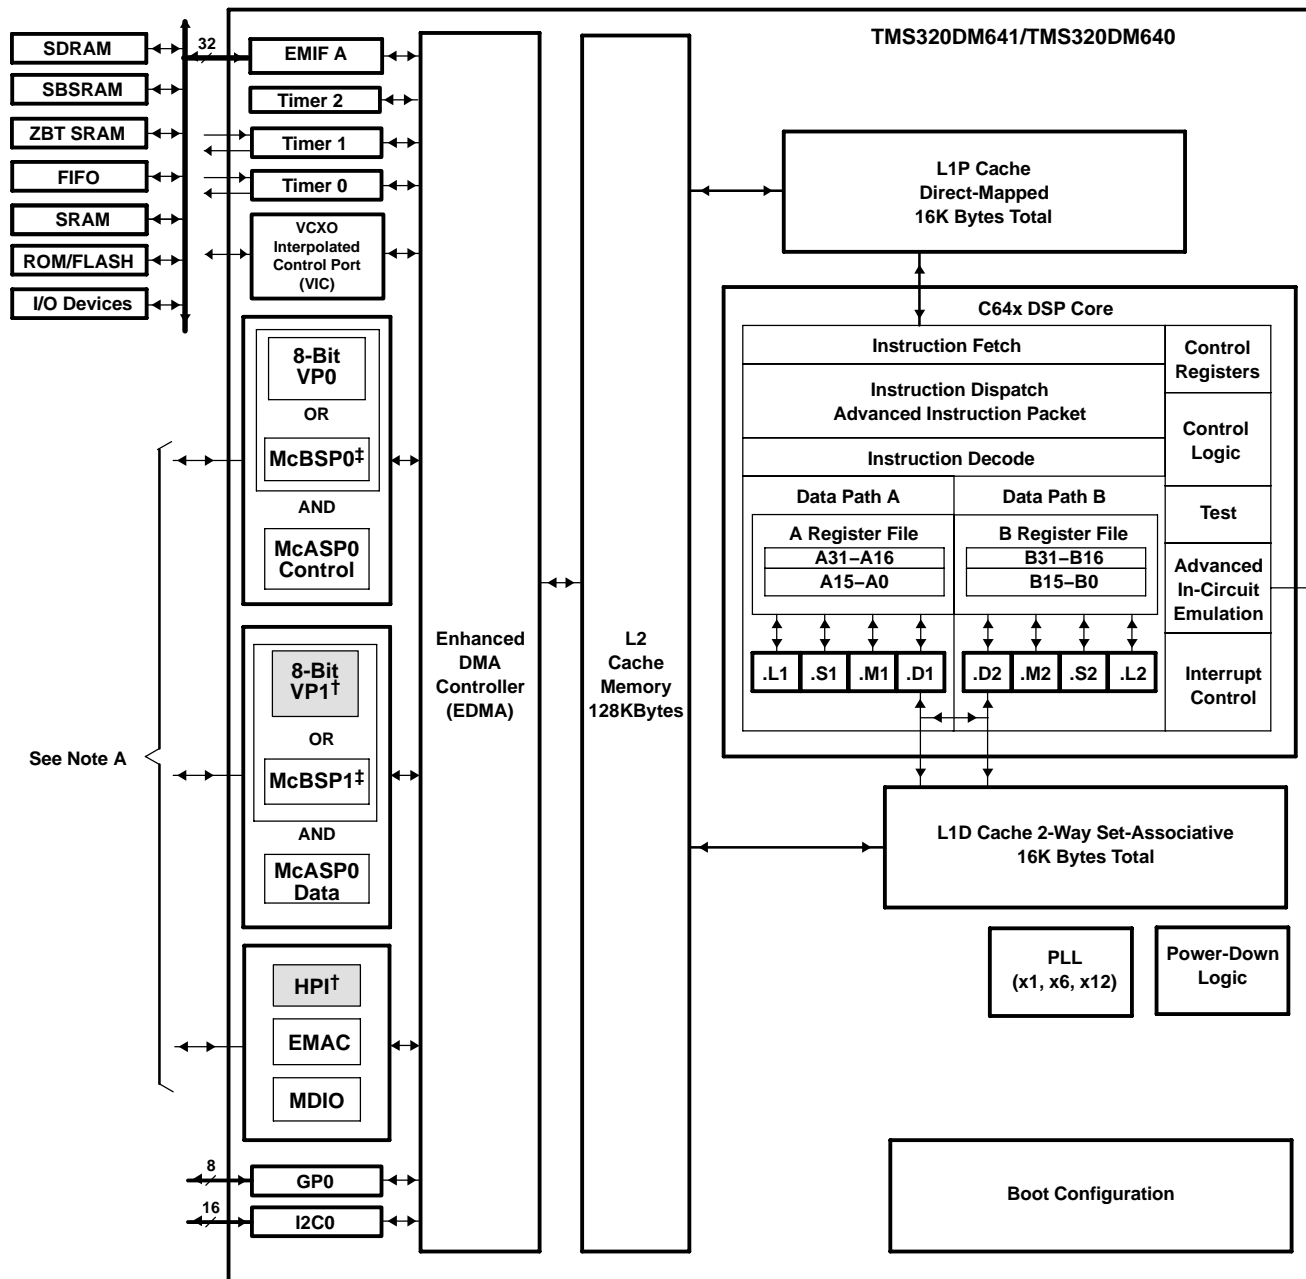 TMS320DM641/TMS320DM640
SDRAM
SBSRAM
ZBT SRAM
FIFO
SRAM
ROM/FLASH
I/O Devices
32
EMIF A
Timer 2
Timer 1
Timer 0
VCXO
Interpolated
Control Port
(VIC)
8-Bit
VP0
OR
McBSP0‡
AND
McASP0
Control
8-Bit
VP1†
OR
McBSP1‡
AND
McASP0
Data
See Note A
HPI†
EMAC
MDIO
8
GP0
16
I2C0
Enhanced
DMA
Controller
(EDMA)
L2
Cache
Memory
128KBytes
L1P Cache
Direct-Mapped
16K Bytes Total
C64x DSP Core
Instruction Fetch
Instruction Dispatch
Advanced Instruction Packet
Instruction Decode
Data Path A
Data Path B
A Register File
A31–A16
A15–A0
B Register File
B31–B16
B15–B0
.L1
.S1
.M1
.D1
.D2
.M2
.S2
.L2
Control
Registers
Control
Logic
Test
Advanced
In-Circuit
Emulation
Interrupt
Control
L1D Cache 2-Way Set-Associative
16K Bytes Total
PLL
(x1, x6, x12)
Power-Down
Logic
Boot Configuration